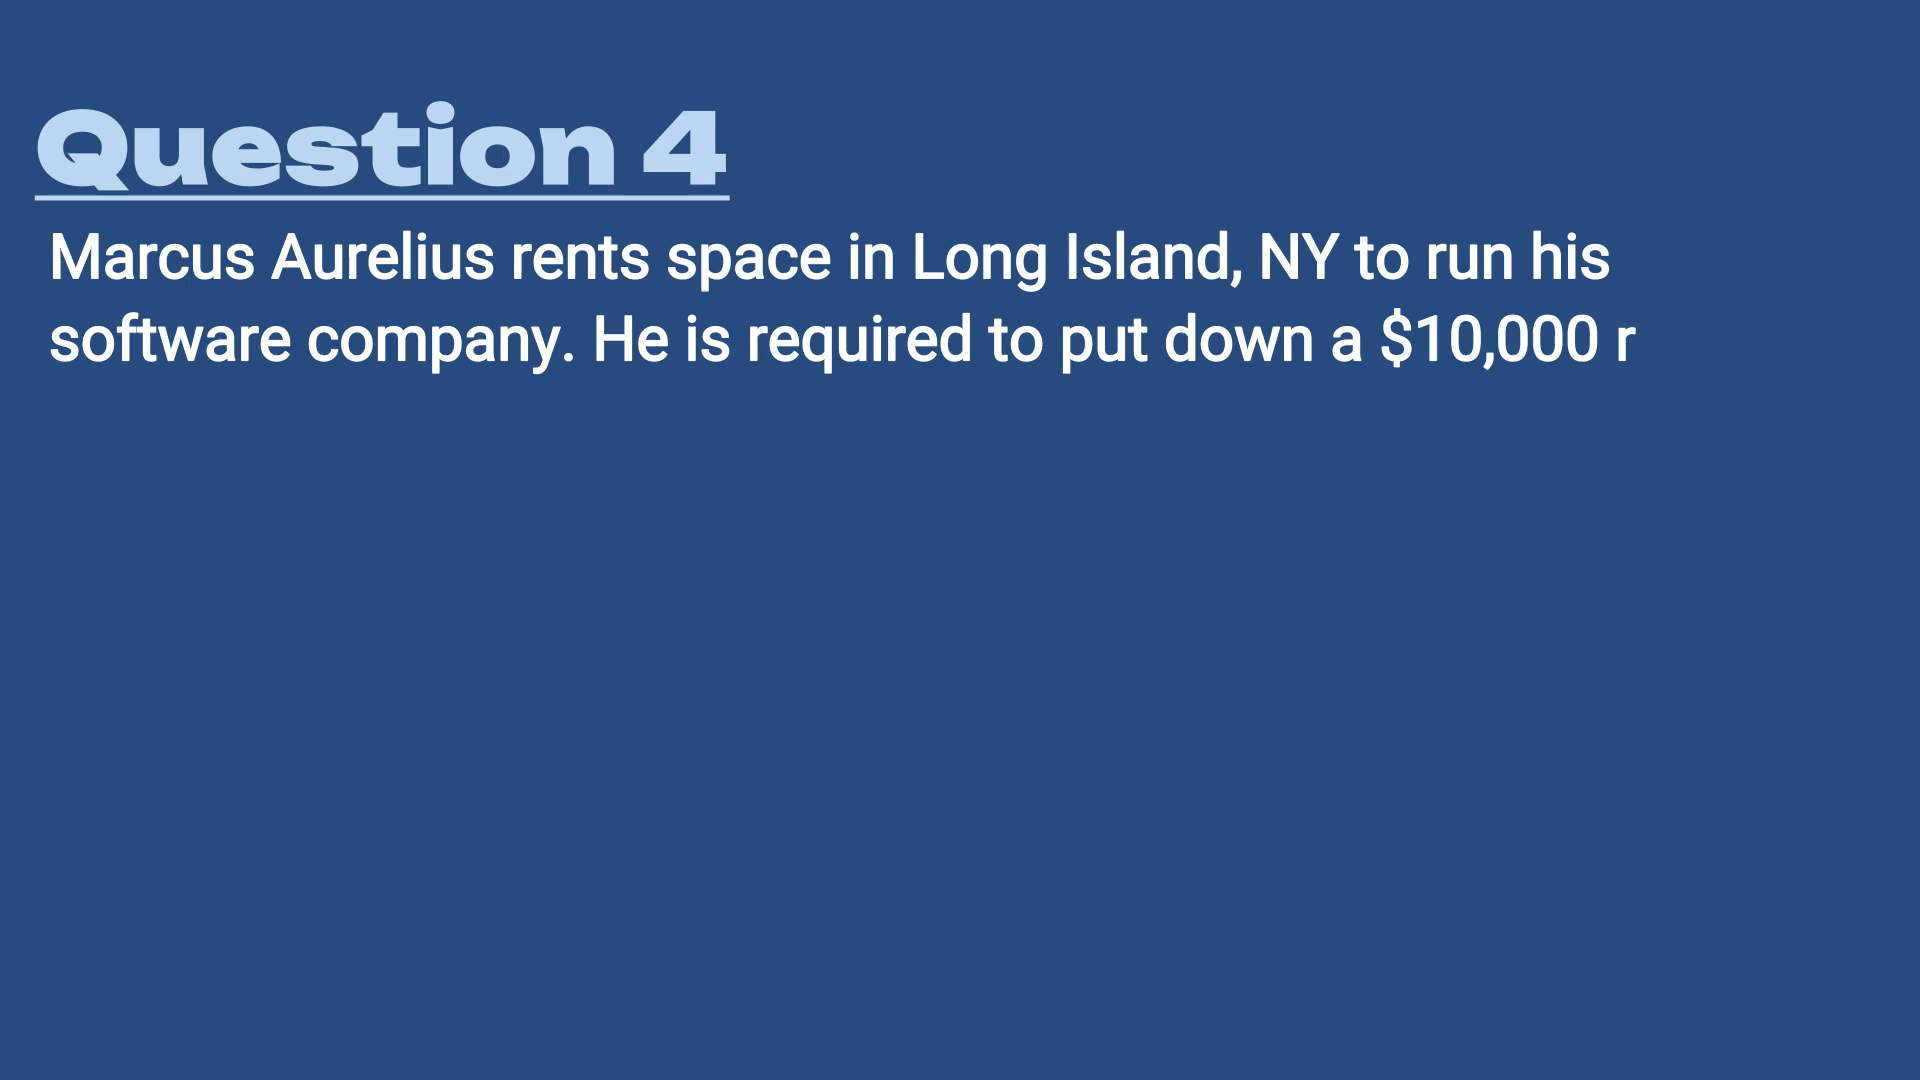 Question 4
Marcus Aurelius rents space in Long Island, NY to run his
software company. He is required to put down a $10,000 r